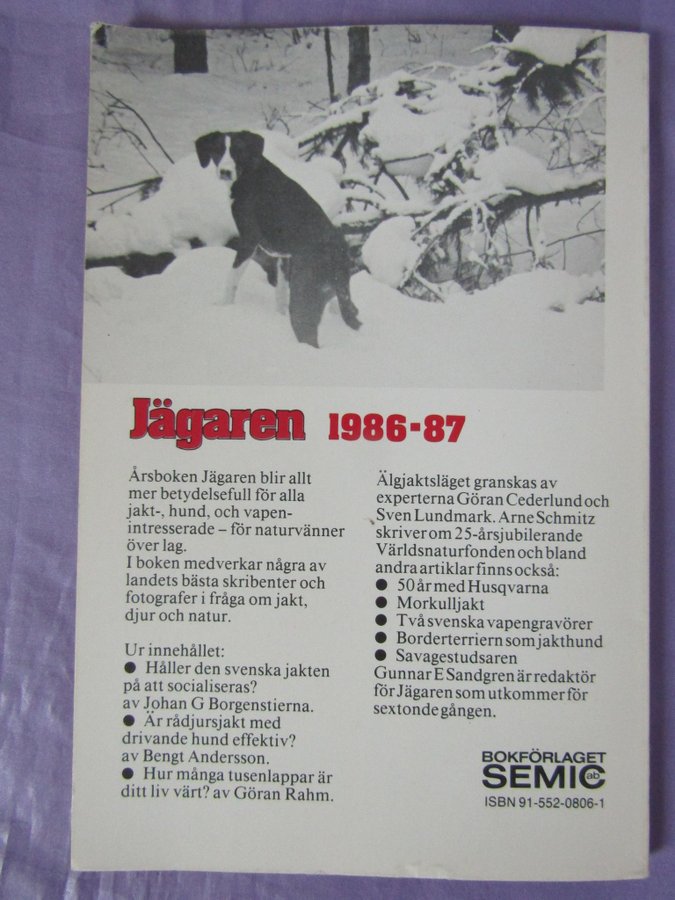 Jägaren 1986-87
Årsboken Jägaren blir allt
mer betydelsefull för alla
jakt-, hund, och vapen-
intresserade – för naturvänner
över lag.
I boken medverkar några av
landets bästa skribenter och
fotografer i fråga om jakt,
djur och natur.
Ur innehållet:
● Håller den svenska jakten
på att socialiseras?
av Johan G Borgenstierna.
● Är rådjursjakt med
drivande hund effektiv?
av Bengt Andersson.
● Hur många tusenlappar är
ditt liv värt? av Göran Rahm.
Älgjaktsläget granskas av
experterna Göran Cederlund och
Sven Lundmark. Arne Schmitz
skriver om 25-årsjubilerande
Världsnaturfonden och bland
andra artiklar finns också:
● 50 år med Husqvarna
● Morkulljakt
● Två svenska vapengravörer
● Borderterriern som jakthund
● Savagestudsaren
Gunnar E Sandgren är redaktör
för Jägaren som utkommer för
sextonde gången.
BOKFÖRLAGET
SEMIC ab
ISBN 91-552-0806-1